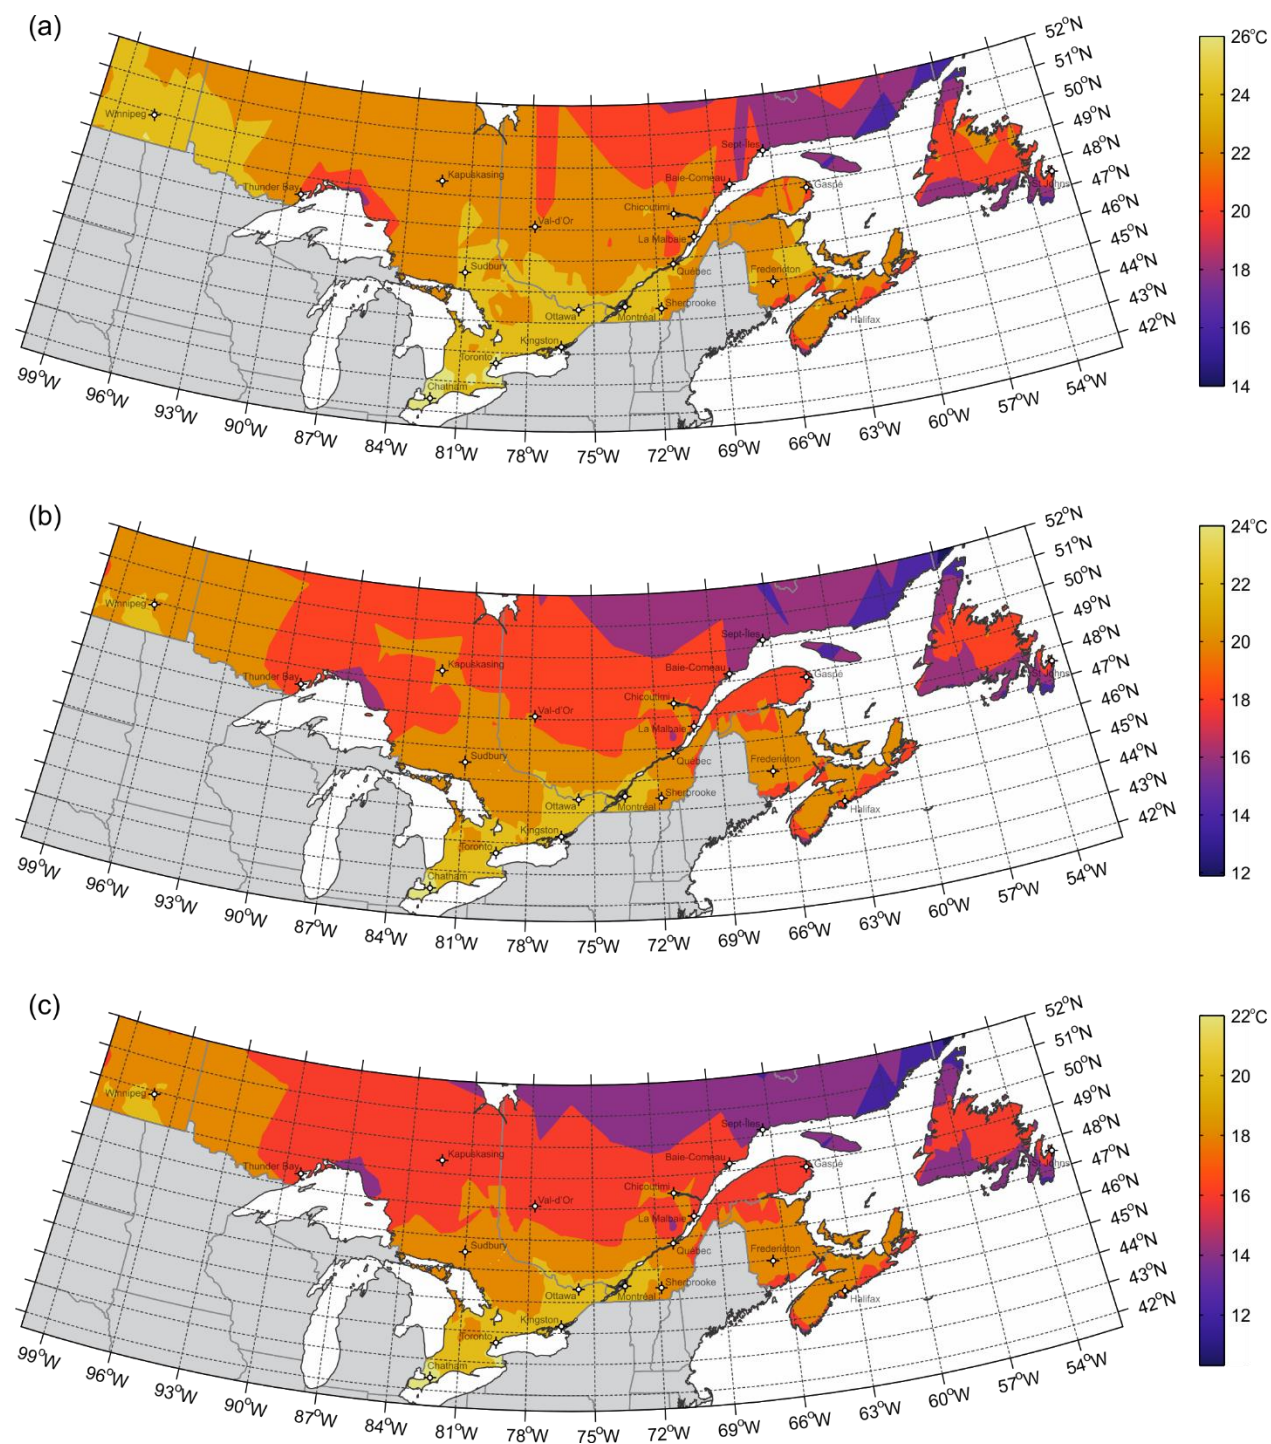 (a)
52°N
51°N
50°N
49°N
48°N
47°N
46°N
45°N
44°N
43°N
42°N
26°C
24
22
20
18
16
14
Winnipeg
Thunder Bay
Kapuskasing
Val-d'Or
Sudbury
Ottawa
Kingston
Toronto
Chatham
Montréal
Sherbrooke
Québec
La Malbaie
Chicoutimi
Baie-Comeau
Sept-Îles
Gaspé
Fredericton
Halifax
St. Johns
99°W
96°W
93°W
90°W
87°W
84°W
81°W
78°W
75°W
72°W
69°W
66°W
63°W
60°W
57°W
54°W
(b)
52°N
51°N
50°N
49°N
48°N
47°N
46°N
45°N
44°N
43°N
42°N
24°C
22
20
18
16
14
12
Winnipeg
Thunder Bay
Kapuskasing
Val-d'Or
Sudbury
Ottawa
Kingston
Toronto
Chatham
Montréal
Sherbrooke
Québec
La Malbaie
Chicoutimi
Baie-Comeau
Sept-Îles
Gaspé
Fredericton
Halifax
St. Johns
99°W
96°W
93°W
90°W
87°W
84°W
81°W
78°W
75°W
72°W
69°W
66°W
63°W
60°W
57°W
54°W
(c)
52°N
51°N
50°N
49°N
48°N
47°N
46°N
45°N
44°N
43°N
42°N
22°C
20
18
16
14
12
Winnipeg
Thunder Bay
Kapuskasing
Val-d'Or
Sudbury
Ottawa
Kingston
Toronto
Chatham
Montréal
Sherbrooke
Québec
La Malbaie
Chicoutimi
Baie-Comeau
Sept-Îles
Gaspé
Fredericton
Halifax
St. Johns
99°W
96°W
93°W
90°W
87°W
84°W
81°W
78°W
75°W
72°W
69°W
66°W
63°W
60°W
57°W
54°W